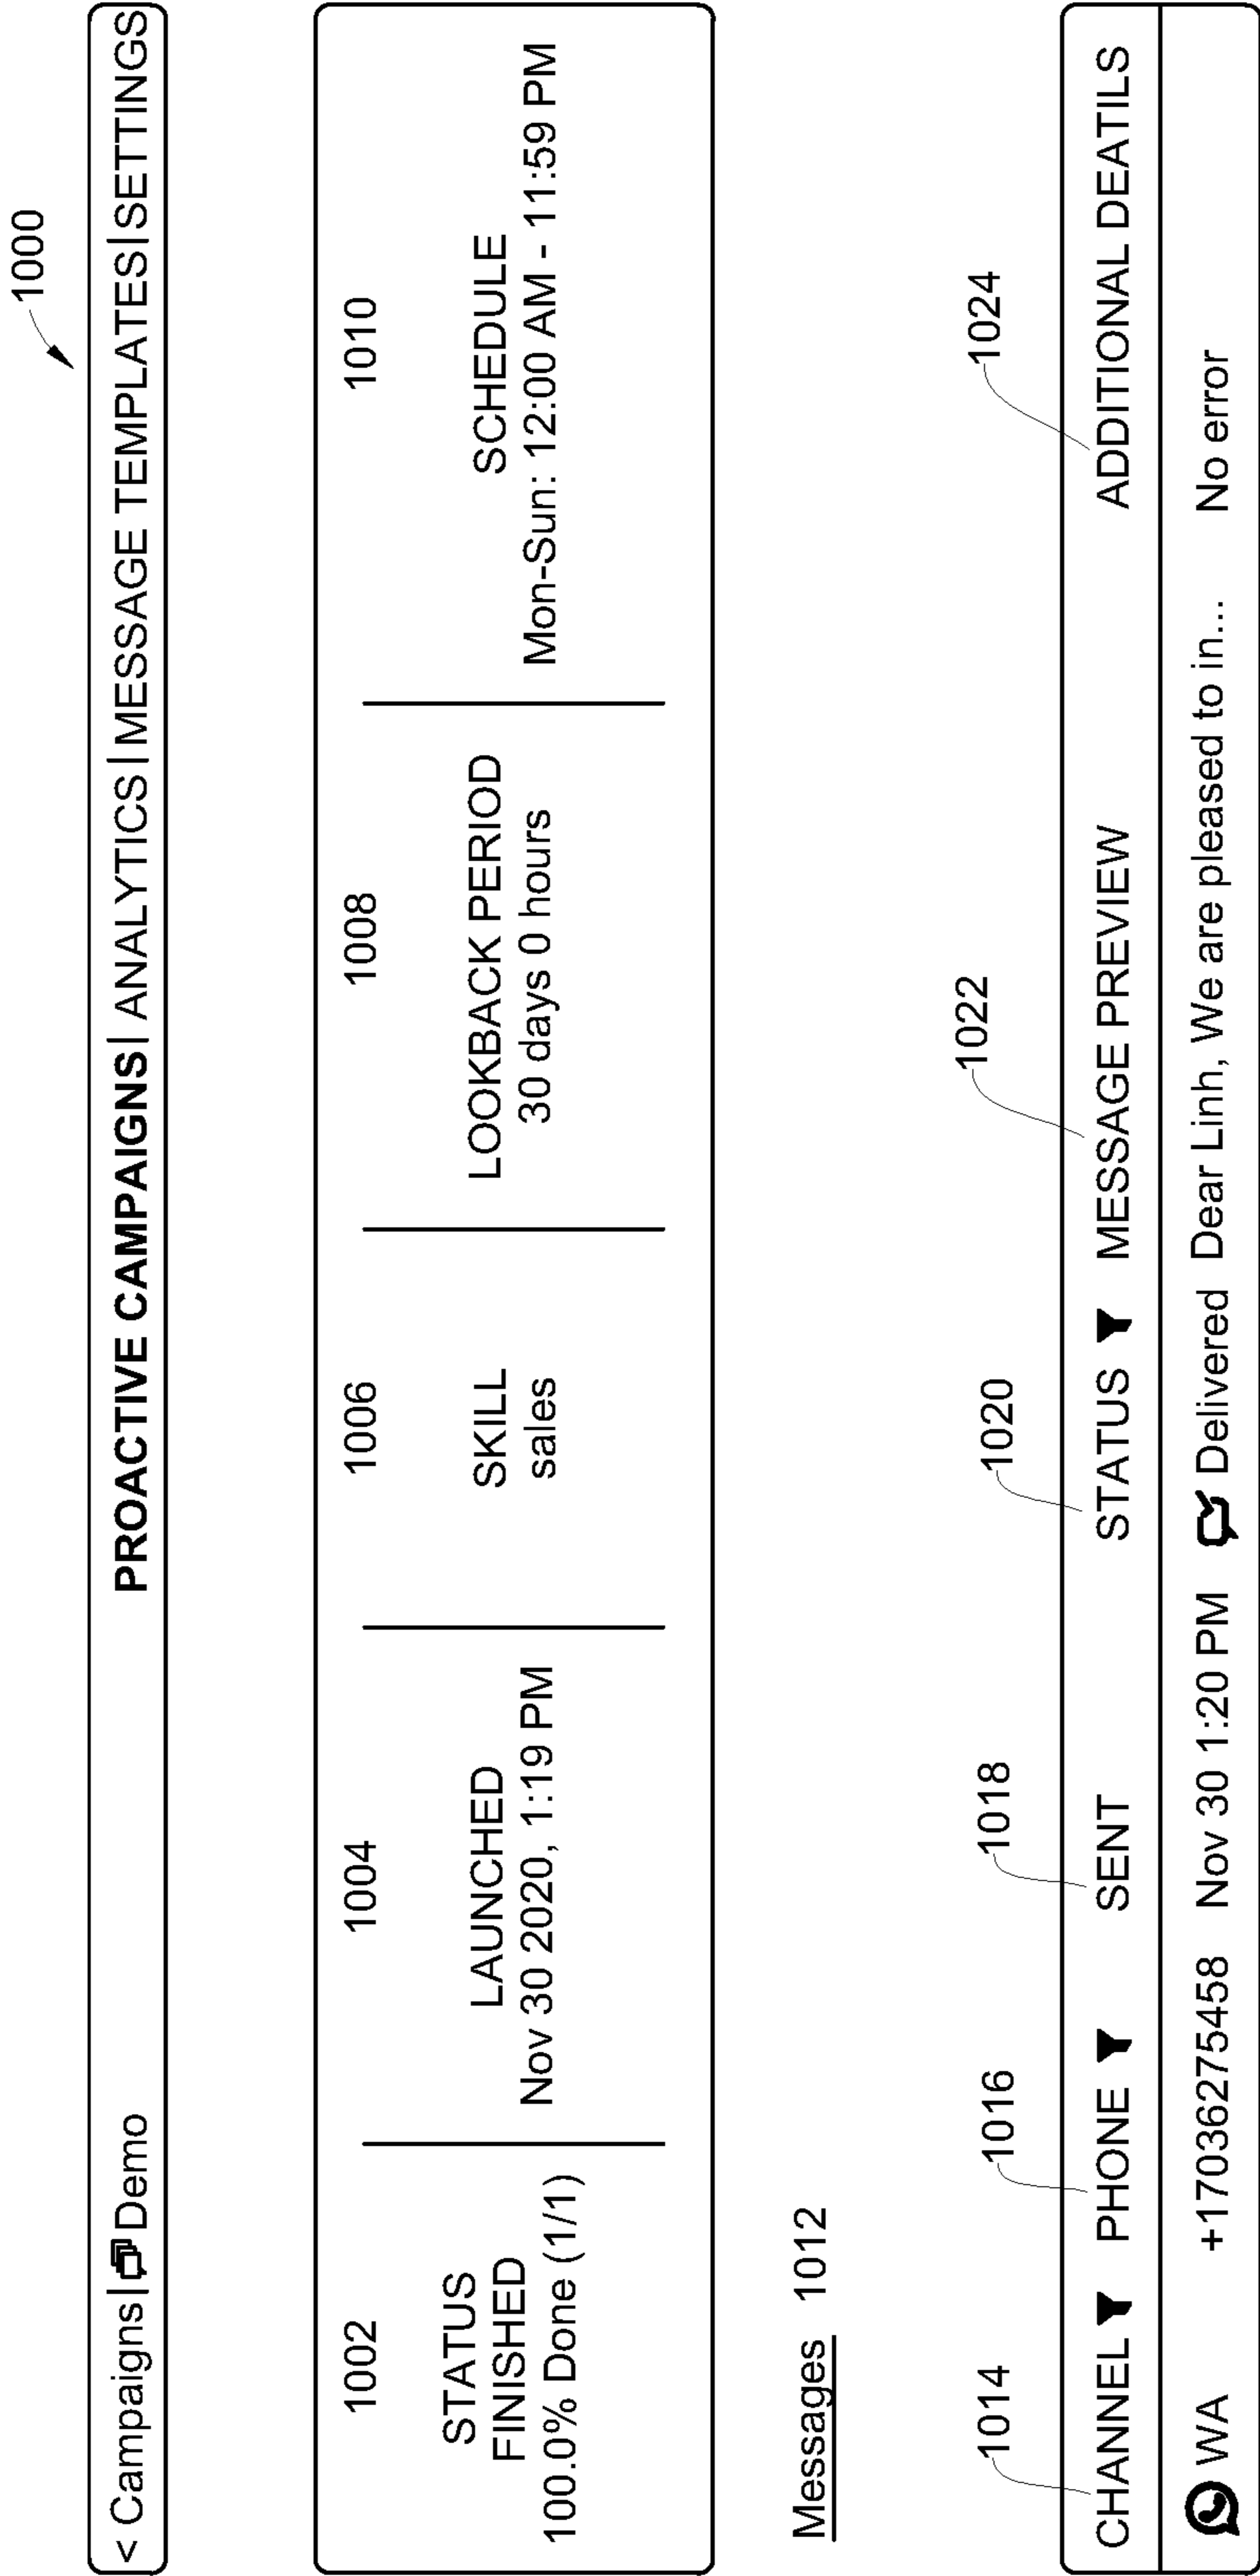 1000
< Campaigns | Demo PROACTIVE CAMPAIGNS | ANALYTICS | MESSAGE TEMPLATES | SETTINGS
1002 1004 1006 1008 1010
STATUS
FINISHED
100.0% Done (1/1)
LAUNCHED
Nov 30 2020, 1:19 PM
SKILL
sales
LOOKBACK PERIOD
30 days 0 hours
SCHEDULE
Mon-Sun: 12:00 AM - 11:59 PM
Messages 1012
1014 1016 1018 1020 1022 1024
CHANNEL PHONE SENT STATUS MESSAGE PREVIEW ADDITIONAL DEATILS
WA +17036275458 Nov 30 1:20 PM Delivered Dear Linh, We are pleased to in... No error